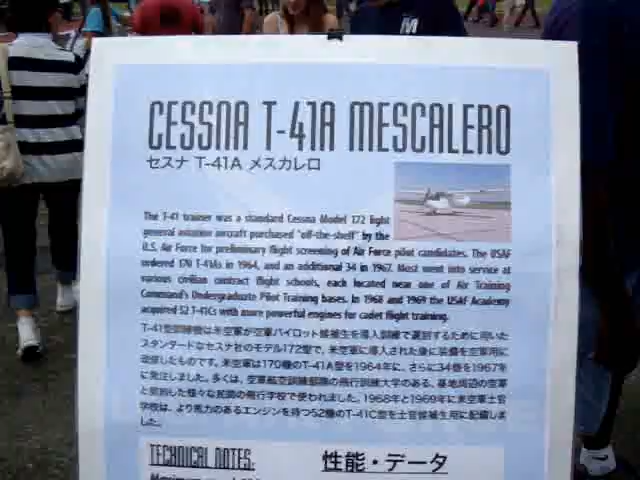 M
CESSNA T-41A MESCALERO
セスナ T-41A メスカレロ
The T-41 trainer was a standard Cessna Model 172 light
general aviation aircraft purchased "off-the-shelf" by the
U.S. Air Force for preliminary flight screening of Air Force pilot candidates. The USAF
ordered 170 T-41As in 1964, and an additional 34 in 1967. Most went into service at
various civilian contract flight schools, each located near one of Air Training
Command's Undergraduate Pilot Training bases. In 1968 and 1969 the USAF Academy
acquired 52 T-41Cs with more powerful engines for cadet flight training.
T-41型訓練機は米空軍が空軍パイロット候補生を導入訓練で選別するために用いた
スタンダードなセスナ社のモデル172型で、米空軍に導入された後に装備を空軍用に
改修したものです。米空軍は170機のT-41A型を1964年に、さらに34機を1967年
に発注しました。多くは、空軍航空訓練部隊の飛行訓練大学のある、基地周辺の空軍
と契約した様々な民間の飛行学校で使われました。1968年と1969年に米空軍士官
学校は、より馬力のあるエンジンを持つ52機のT-41C型を士官候補生用に配備しま
した。
TECHNICAL NOTES:
性能・データ